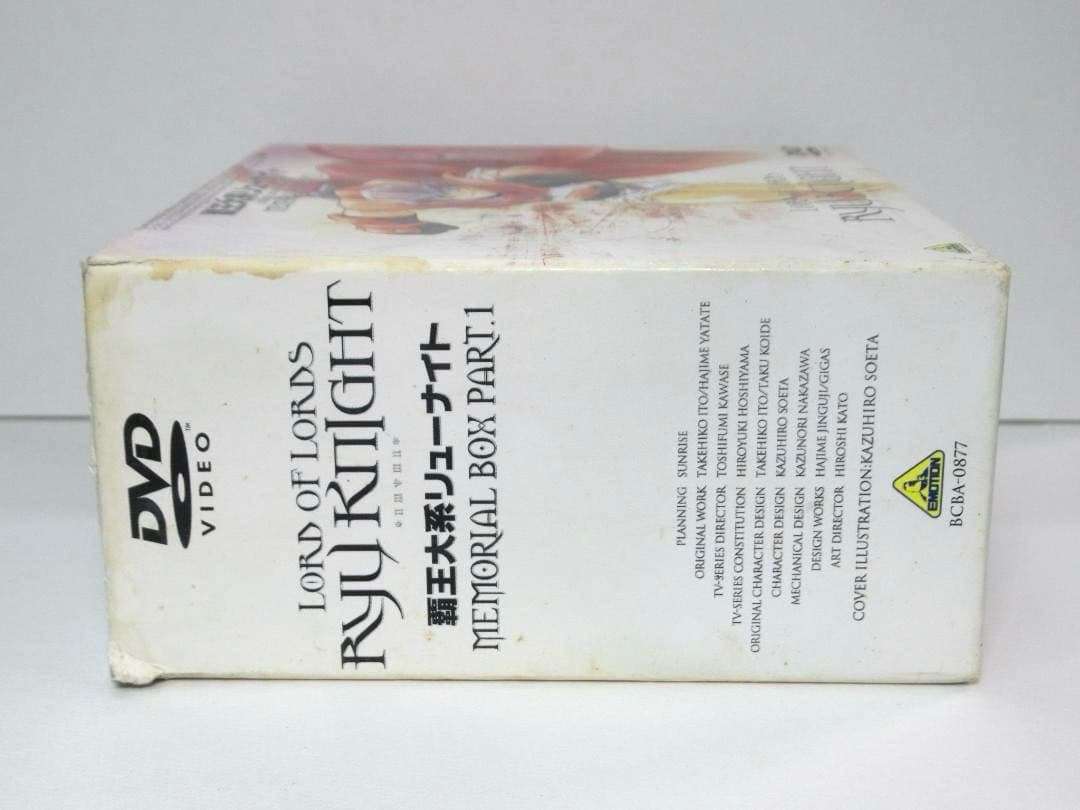 DVD
VIDEO
LORD OF LORDS
RYU KNIGHT
覇王大系リューナイト
MEMORIAL BOX PART.1
PLANNING SUNRISE
ORIGINAL WORK TAKEHIKO ITO/HAJIME YATATE
TV-SERIES DIRECTOR TOSHIFUMI KAWASE
TV-SERIES CONSTITUTION HIROYUKI HOSHIYAMA
ORIGINAL CHARACTER DESIGN TAKEHIKO ITO/TAKU KOIDE
CHARACTER DESIGN KAZUHIRO SOETA
MECHANICAL DESIGN KAZUNORI NAKAZAWA
DESIGN WORKS HAJIME JINGUJI/GIGAS
ART DIRECTOR HIROSHI KATO
COVER ILLUSTRATION:KAZUHIRO SOETA
EMOTION
BCBA-0877